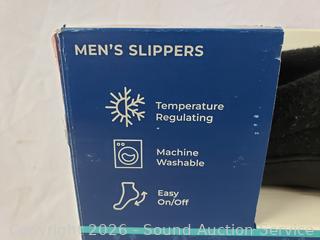 MEN'S SLIPPERS
Temperature
Regulating
Machine
Washable
Easy
On/Off
Copyright 2026 - Sound Auction Service